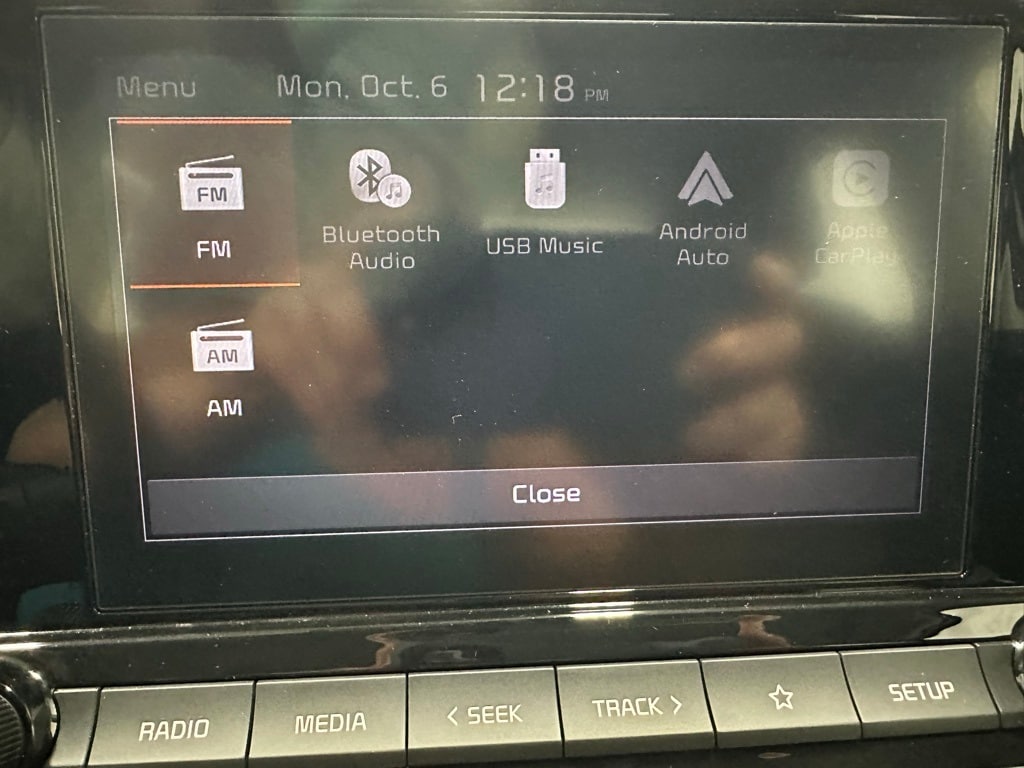 Menu Mon, Oct. 6 12:18 PM
FM
FM
Bluetooth
Audio
USB Music
Android
Auto
Apple
CarPlay
AM
AM
Close
RADIO
MEDIA
< SEEK
TRACK >
SETUP